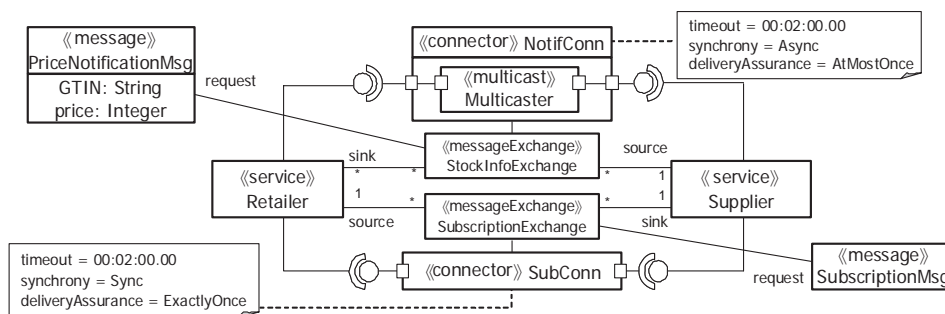 «message»
PriceNotificationMsg
GTIN: String
price: Integer
request
«connector» NotifConn
«multicast»
Multicaster
timeout = 00:02:00.00
synchrony = Async
deliveryAssurance = AtMostOnce
«messageExchange»
StockInfoExchange
sink
*
*
source
*
1
«service»
Retailer
«service»
Supplier
1
*
source
«messageExchange»
SubscriptionExchange
*
1
sink
timeout = 00:02:00.00
synchrony = Sync
deliveryAssurance = ExactlyOnce
«connector» SubConn
request
«message»
SubscriptionMsg